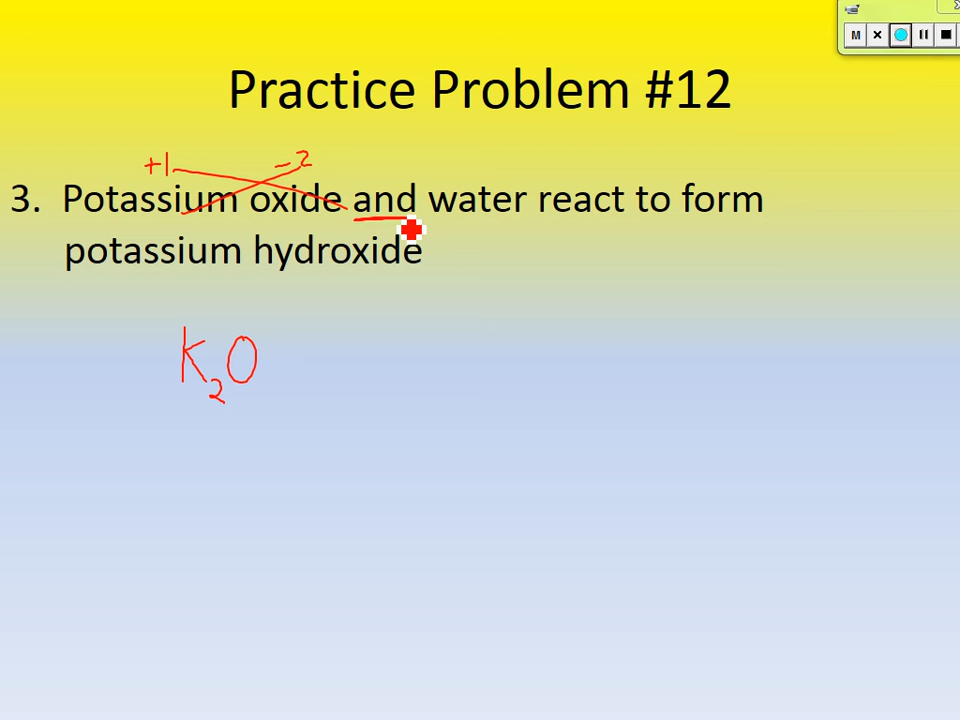 M
Practice Problem #12
+1 -2
3. Potassium oxide and water react to form
potassium hydroxide
K2O